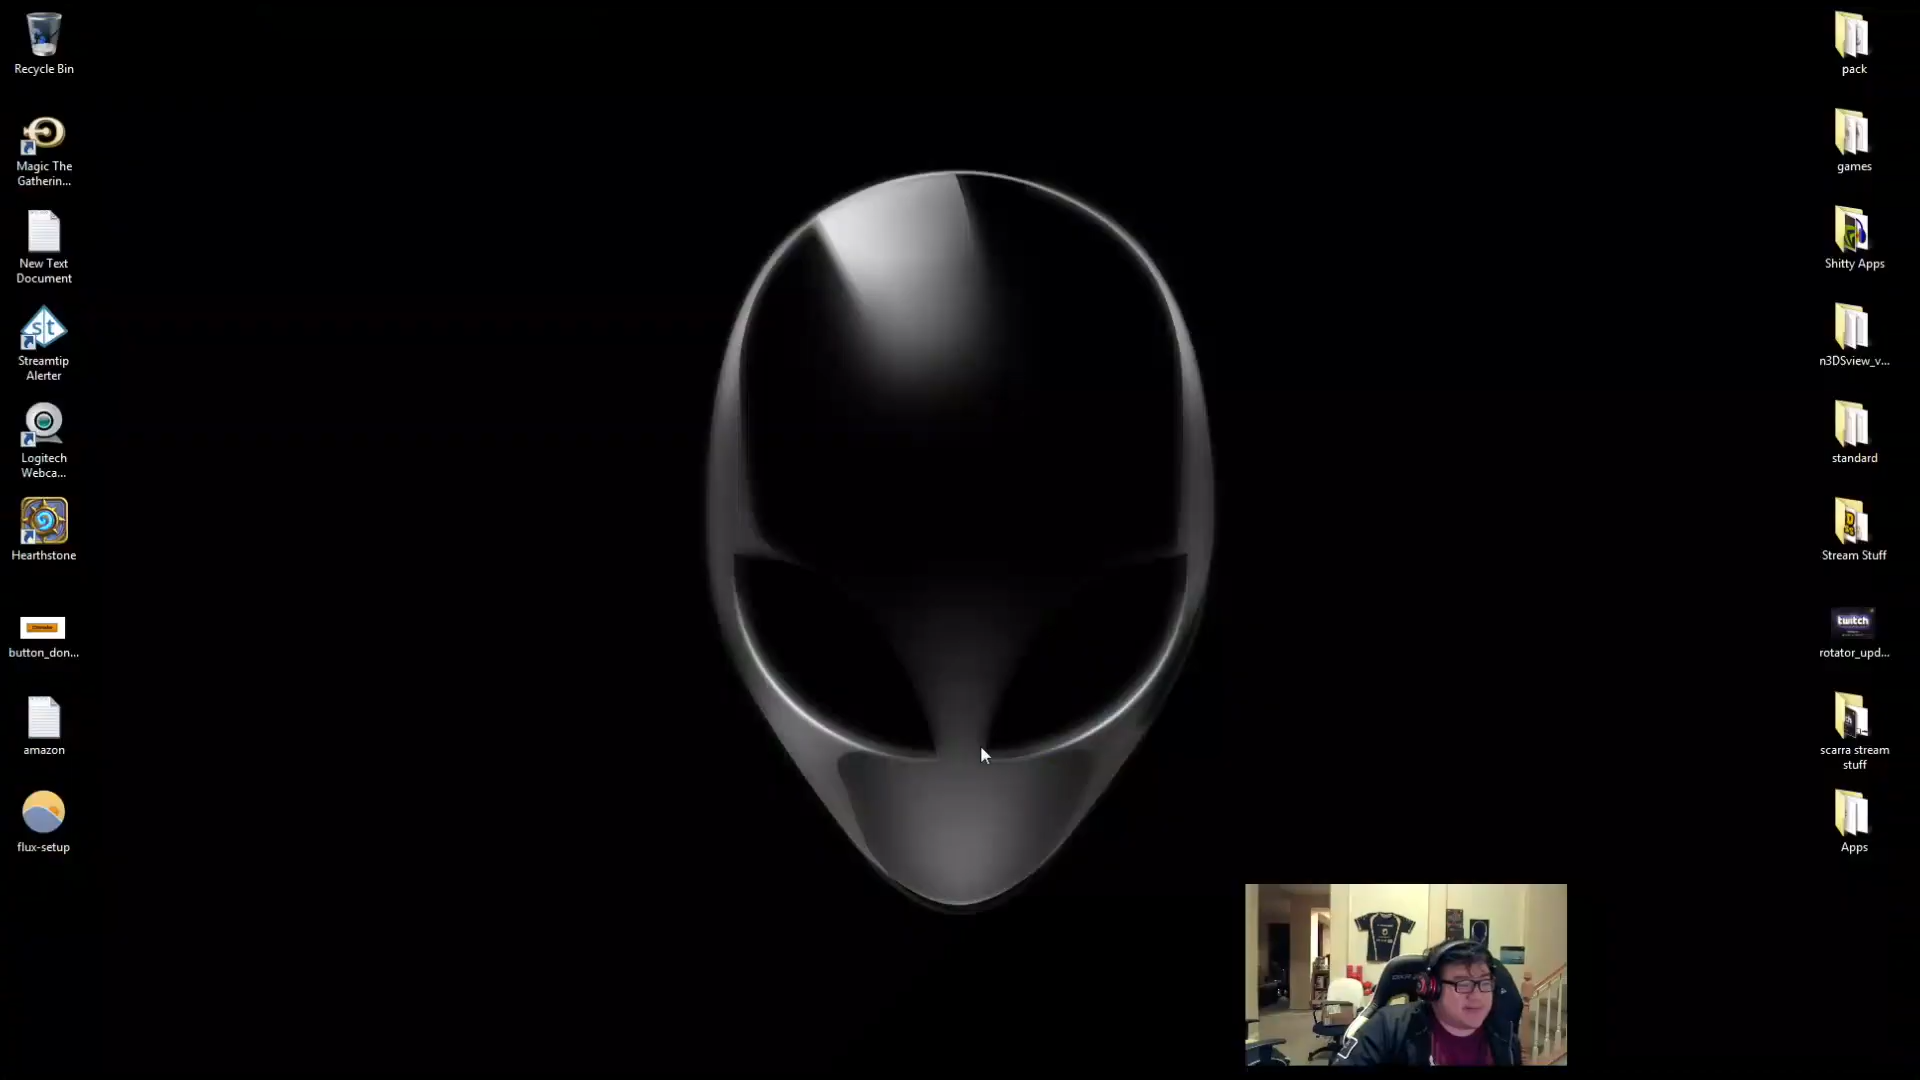 Recycle Bin
Magic The
Gatherin...
New Text
Document
st
Streamtip
Alerter
Logitech
Webca...
Hearthstone
button_don...
amazon
flux-setup
pack
games
Shitty Apps
n3DSview_v...
standard
Stream Stuff
twitch
rotator_upd...
scarra stream
stuff
Apps